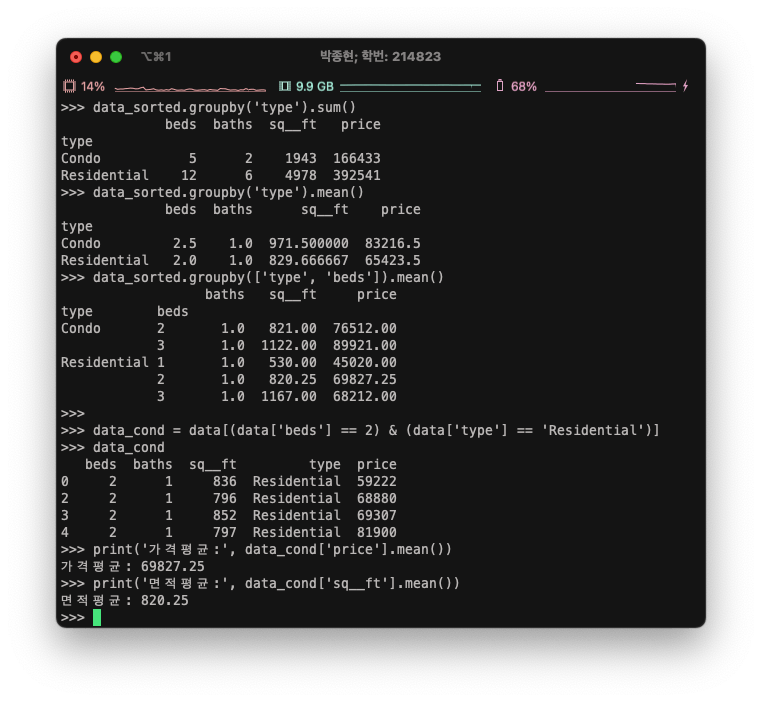 ⌥⌘1 박종현; 학번: 214823
14% 9.9 GB 68%
>>> data_sorted.groupby('type').sum()
beds baths sq__ft price
type
Condo 5 2 1943 166433
Residential 12 6 4978 392541
>>> data_sorted.groupby('type').mean()
beds baths sq__ft price
type
Condo 2.5 1.0 971.500000 83216.5
Residential 2.0 1.0 829.666667 65423.5
>>> data_sorted.groupby(['type', 'beds']).mean()
baths sq__ft price
type beds
Condo 2 1.0 821.00 76512.00
3 1.0 1122.00 89921.00
Residential 1 1.0 530.00 45020.00
2 1.0 820.25 69827.25
3 1.0 1167.00 68212.00
>>>
>>> data_cond = data[(data['beds'] == 2) & (data['type'] == 'Residential')]
>>> data_cond
beds baths sq__ft type price
0 2 1 836 Residential 59222
2 2 1 796 Residential 68880
3 2 1 852 Residential 69307
4 2 1 797 Residential 81900
>>> print('가격평균:', data_cond['price'].mean())
가격평균: 69827.25
>>> print('면적평균:', data_cond['sq__ft'].mean())
면적평균: 820.25
>>>